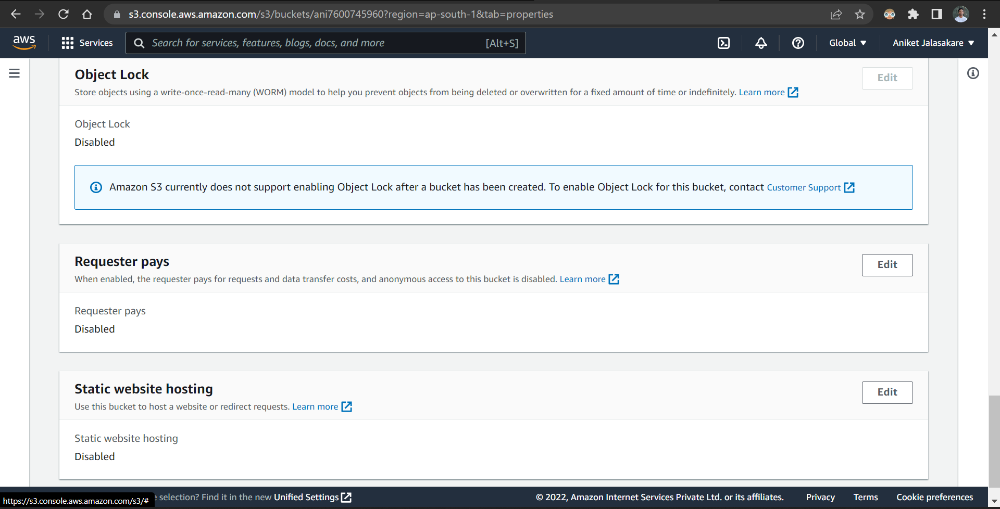 s3.console.aws.amazon.com/s3/buckets/ani7600745960?region=ap-south-1&tab=properties
aws
Services
Search for services, features, blogs, docs, and more
[Alt+S]
Global
Aniket Jalasakare
Object Lock
Edit
Store objects using a write-once-read-many (WORM) model to help you prevent objects from being deleted or overwritten for a fixed amount of time or indefinitely. Learn more
Object Lock
Disabled
Amazon S3 currently does not support enabling Object Lock after a bucket has been created. To enable Object Lock for this bucket, contact Customer Support
Requester pays
Edit
When enabled, the requester pays for requests and data transfer costs, and anonymous access to this bucket is disabled. Learn more
Requester pays
Disabled
Static website hosting
Edit
Use this bucket to host a website or redirect requests. Learn more
Static website hosting
Disabled
https://s3.console.aws.amazon.com/s3/#
selection? Find it in the new Unified Settings
© 2022, Amazon Internet Services Private Ltd. or its affiliates.
Privacy
Terms
Cookie preferences